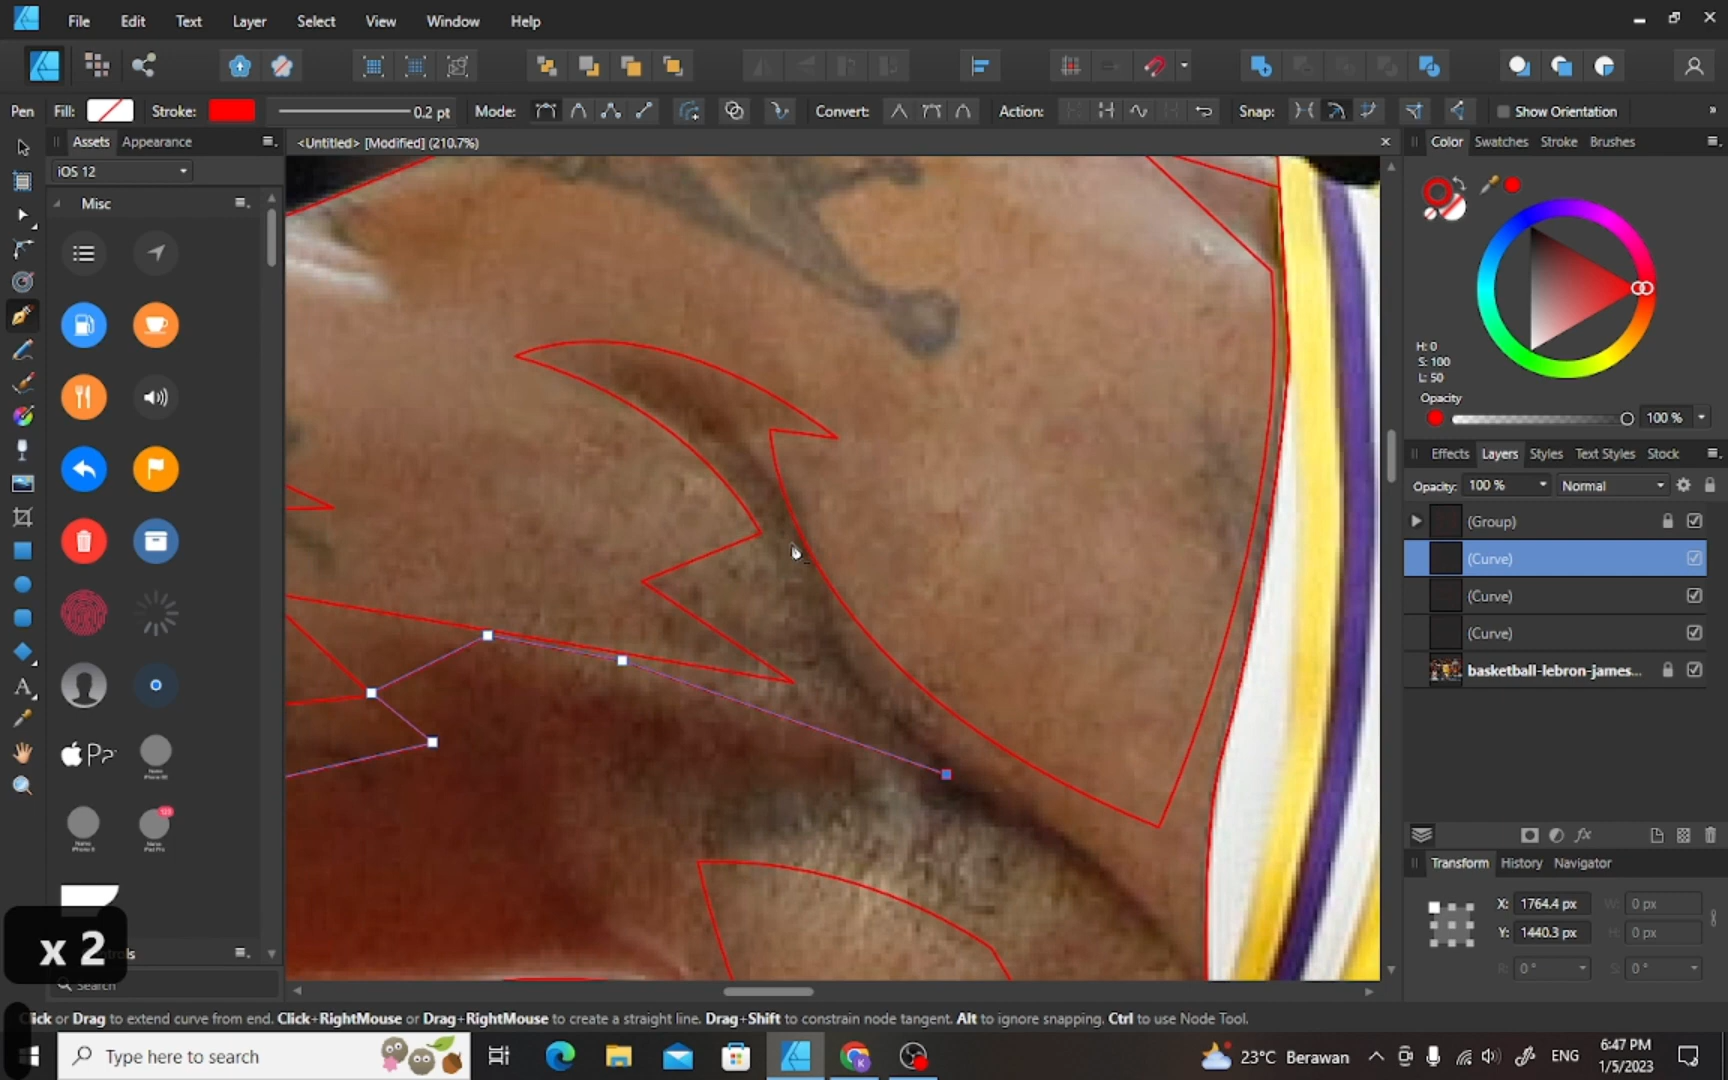 File Edit Text Layer Select View Window Help
Pen Fill: Stroke: 0.2 pt Mode: Convert: Action: Snap: Show Orientation »
Assets Appearance
<Untitled> [Modified] (210.7%)
Color Swatches Stroke Brushes
iOS 12
Misc
H: 0
S: 100
L: 50
Opacity
100 %
Effects Layers Styles Text Styles Stock
Opacity: 100 % Normal
(Group)
(Curve)
(Curve)
(Curve)
basketball-lebron-james...
Transform History Navigator
X: 1764.4 px W: 0 px
Y: 1440.3 px H: 0 px
R: 0° S: 0°
x 2
Search
Click or Drag to extend curve from end. Click+RightMouse or Drag+RightMouse to create a straight line. Drag+Shift to constrain node tangent. Alt to ignore snapping. Ctrl to use Node Tool.
Type here to search
23°C Berawan
ENG
6:47 PM
1/5/2023